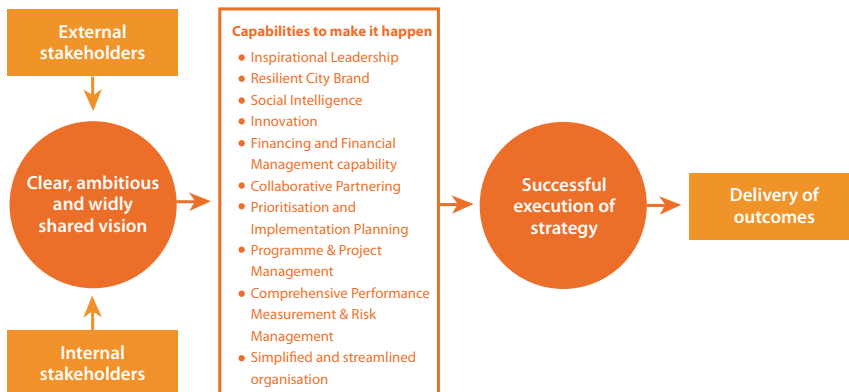 External
stakeholders
Clear, ambitious
and widly
shared vision
Internal
stakeholders
Capabilities to make it happen
• Inspirational Leadership
• Resilient City Brand
• Social Intelligence
• Innovation
• Financing and Financial
Management capability
• Collaborative Partnering
• Prioritisation and
Implementation Planning
• Programme & Project
Management
• Comprehensive Performance
Measurement & Risk
Management
• Simplified and streamlined
organisation
Successful
execution of
strategy
Delivery of
outcomes